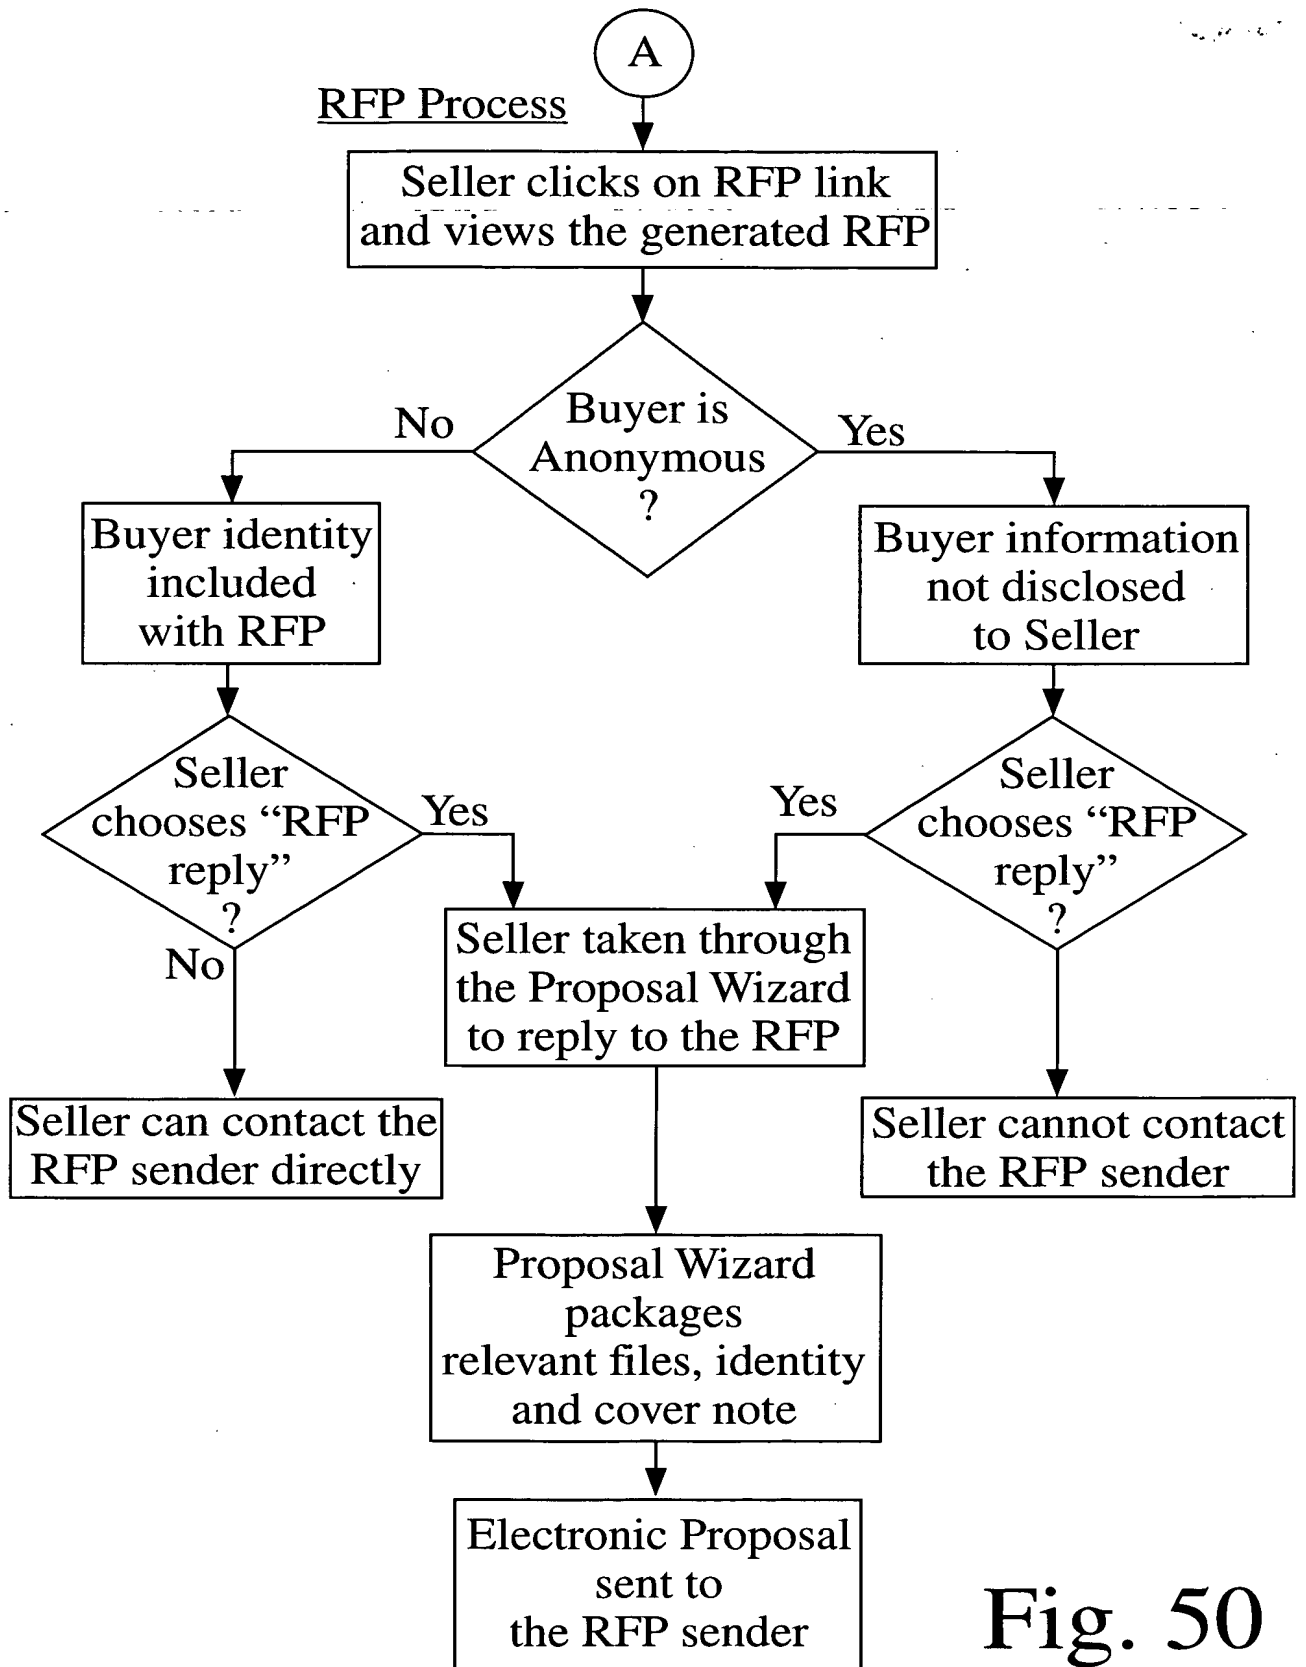 A
RFP Process
Seller clicks on RFP link
and views the generated RFP
Buyer is
Anonymous
?
No
Yes
Buyer identity
included
with RFP
Buyer information
not disclosed
to Seller
Seller
chooses “RFP
reply”
?
Yes
No
Seller
chooses “RFP
reply”
?
Yes
Seller taken through
the Proposal Wizard
to reply to the RFP
Seller can contact the
RFP sender directly
Seller cannot contact
the RFP sender
Proposal Wizard
packages
relevant files, identity
and cover note
Electronic Proposal
sent to
the RFP sender
Fig. 50